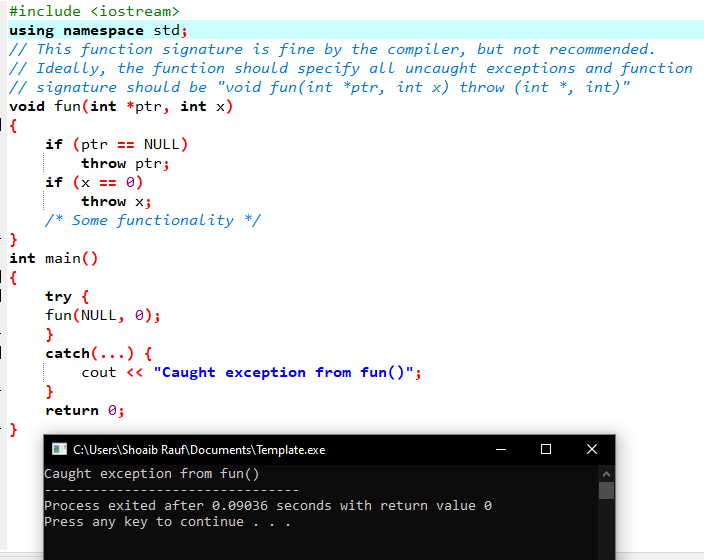 #include <iostream>
using namespace std;
// This function signature is fine by the compiler, but not recommended.
// Ideally, the function should specify all uncaught exceptions and function
// signature should be "void fun(int *ptr, int x) throw (int *, int)"
void fun(int *ptr, int x)
{
    if (ptr == NULL)
        throw ptr;
    if (x == 0)
        throw x;
    /* Some functionality */
}
int main()
{
    try {
    fun(NULL, 0);
    }
    catch(...) {
        cout << "Caught exception from fun()";
    }
    return 0;
}
C:\Users\Shoaib Rauf\Documents\Template.exe
Caught exception from fun()
--------------------------------
Process exited after 0.09036 seconds with return value 0
Press any key to continue . . .